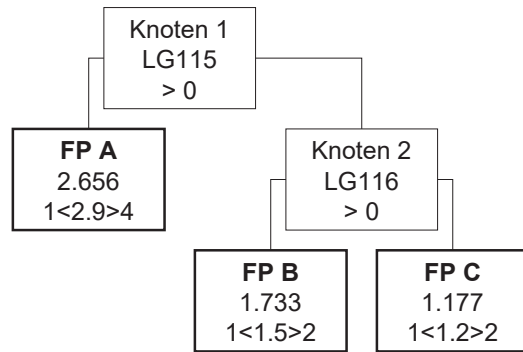 Knoten 1
LG115
> 0
FP A
2.656
1<2.9>4
Knoten 2
LG116
> 0
FP B
1.733
1<1.5>2
FP C
1.177
1<1.2>2